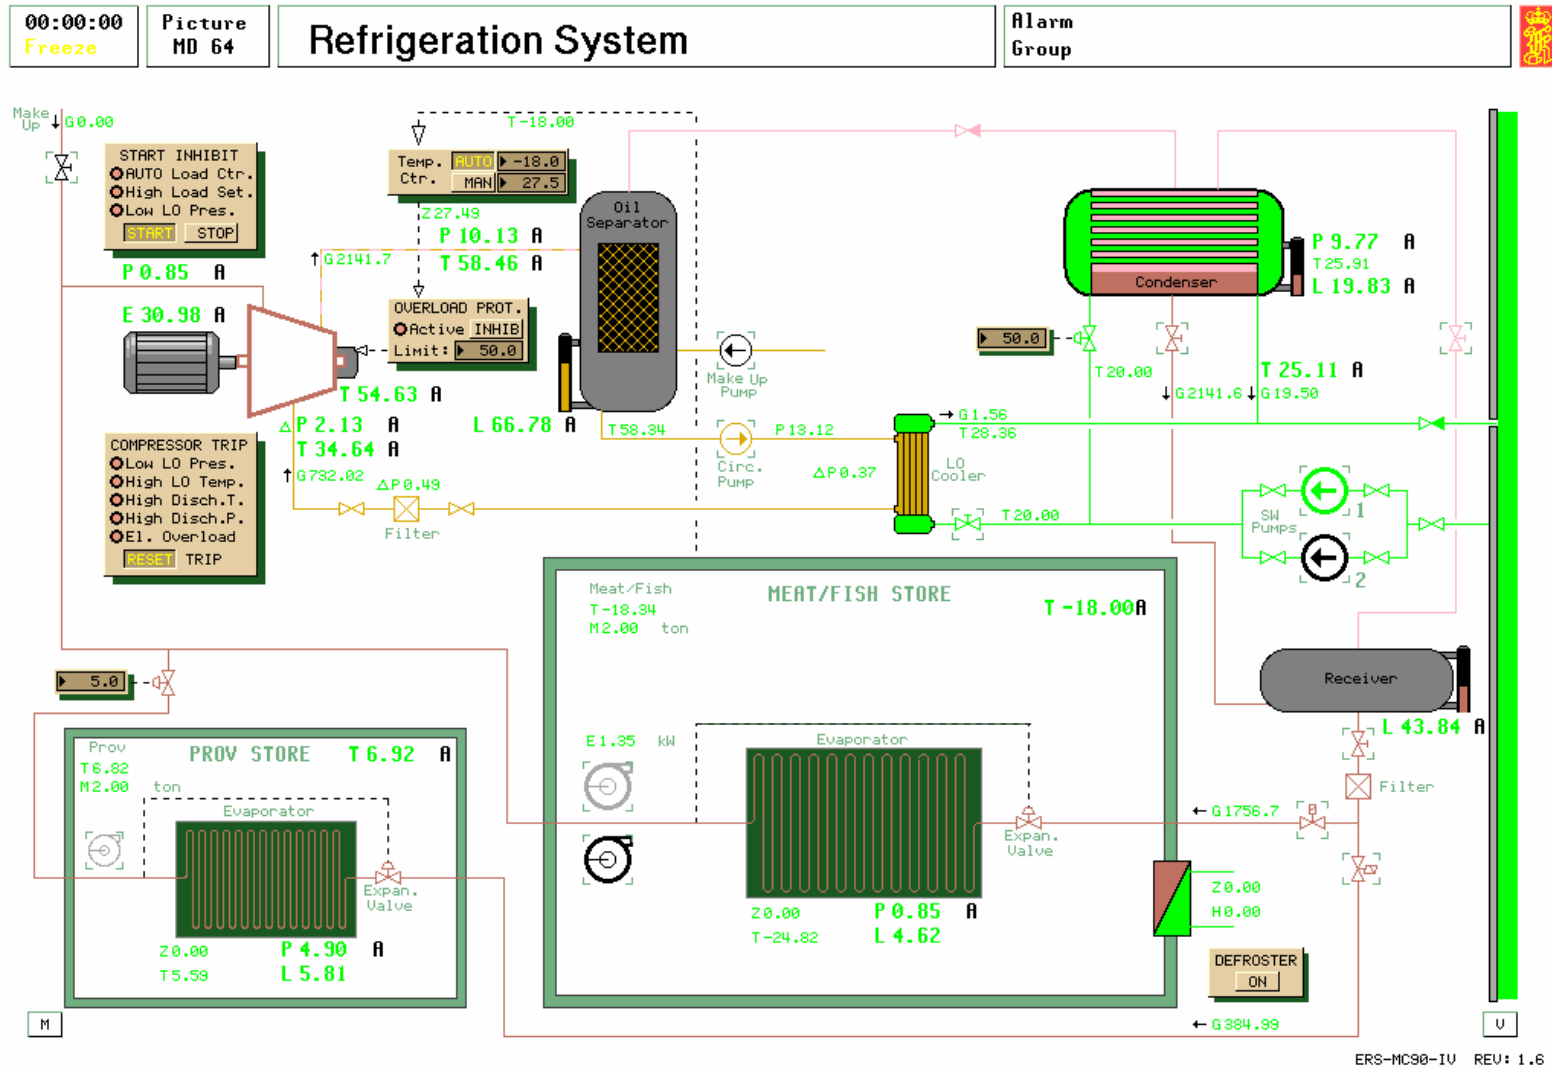 00:00:00
Freeze
Picture
MD 64
Refrigeration System
Alarm
Group
Make
Up
G0.00
START INHIBIT
AUTO Load Ctr.
High Load Set.
Low LO Pres.
START STOP
P 0.85 A
T-18.00
Temp.
Ctr.
AUTO -18.0
MAN 27.5
Z27.49
P 10.13 A
T 58.46 A
G2141.7
Oil
Separator
E 30.98 A
OVERLOAD PROT.
Active INHIB
Limit: 50.0
T 54.63 A
P 2.13 A
T 34.64 A
G732.02
P0.49
Filter
COMPRESSOR TRIP
Low LO Pres.
High LO Temp.
High Disch.T.
High Disch.P.
El. Overload
RESET TRIP
L 66.78 A
T58.34
Make Up
Pump
Circ.
Pump
P13.12
ΔP0.37
LO
Cooler
G1.56
T28.36
T20.00
Condenser
P 9.77 A
T25.91
L 19.83 A
50.0
T20.00
T 25.11 A
G2141.6
G19.50
SW
Pumps
1
2
Receiver
L 43.84 A
Filter
G1756.7
Z0.00
H0.00
DEFROSTER
ON
G384.99
Meat/Fish
T-18.34
M2.00 ton
MEAT/FISH STORE
T -18.00A
E1.35 kW
Evaporator
Expan.
Valve
Z0.00
T-24.82
P 0.85 A
L 4.62
5.0
Prov
T6.82
M2.00 ton
PROV STORE
T 6.92 A
Evaporator
Expan.
Valve
Z0.00
T5.59
P 4.90 A
L 5.81
M
V
ERS-MC90-IV REV: 1.6